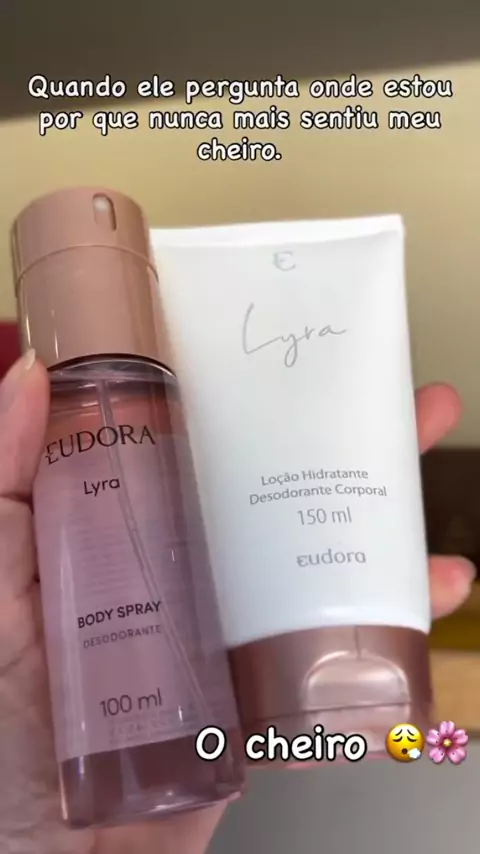 Quando ele pergunta onde estou
por que nunca mais sentiu meu
cheiro.
EUDORA
Lyra
BODY SPRAY
DESODORANTE
100 ml
Lyra
Loção Hidratante
Desodorante Corporal
150 ml
eudora
O cheiro 😮‍💨🌸